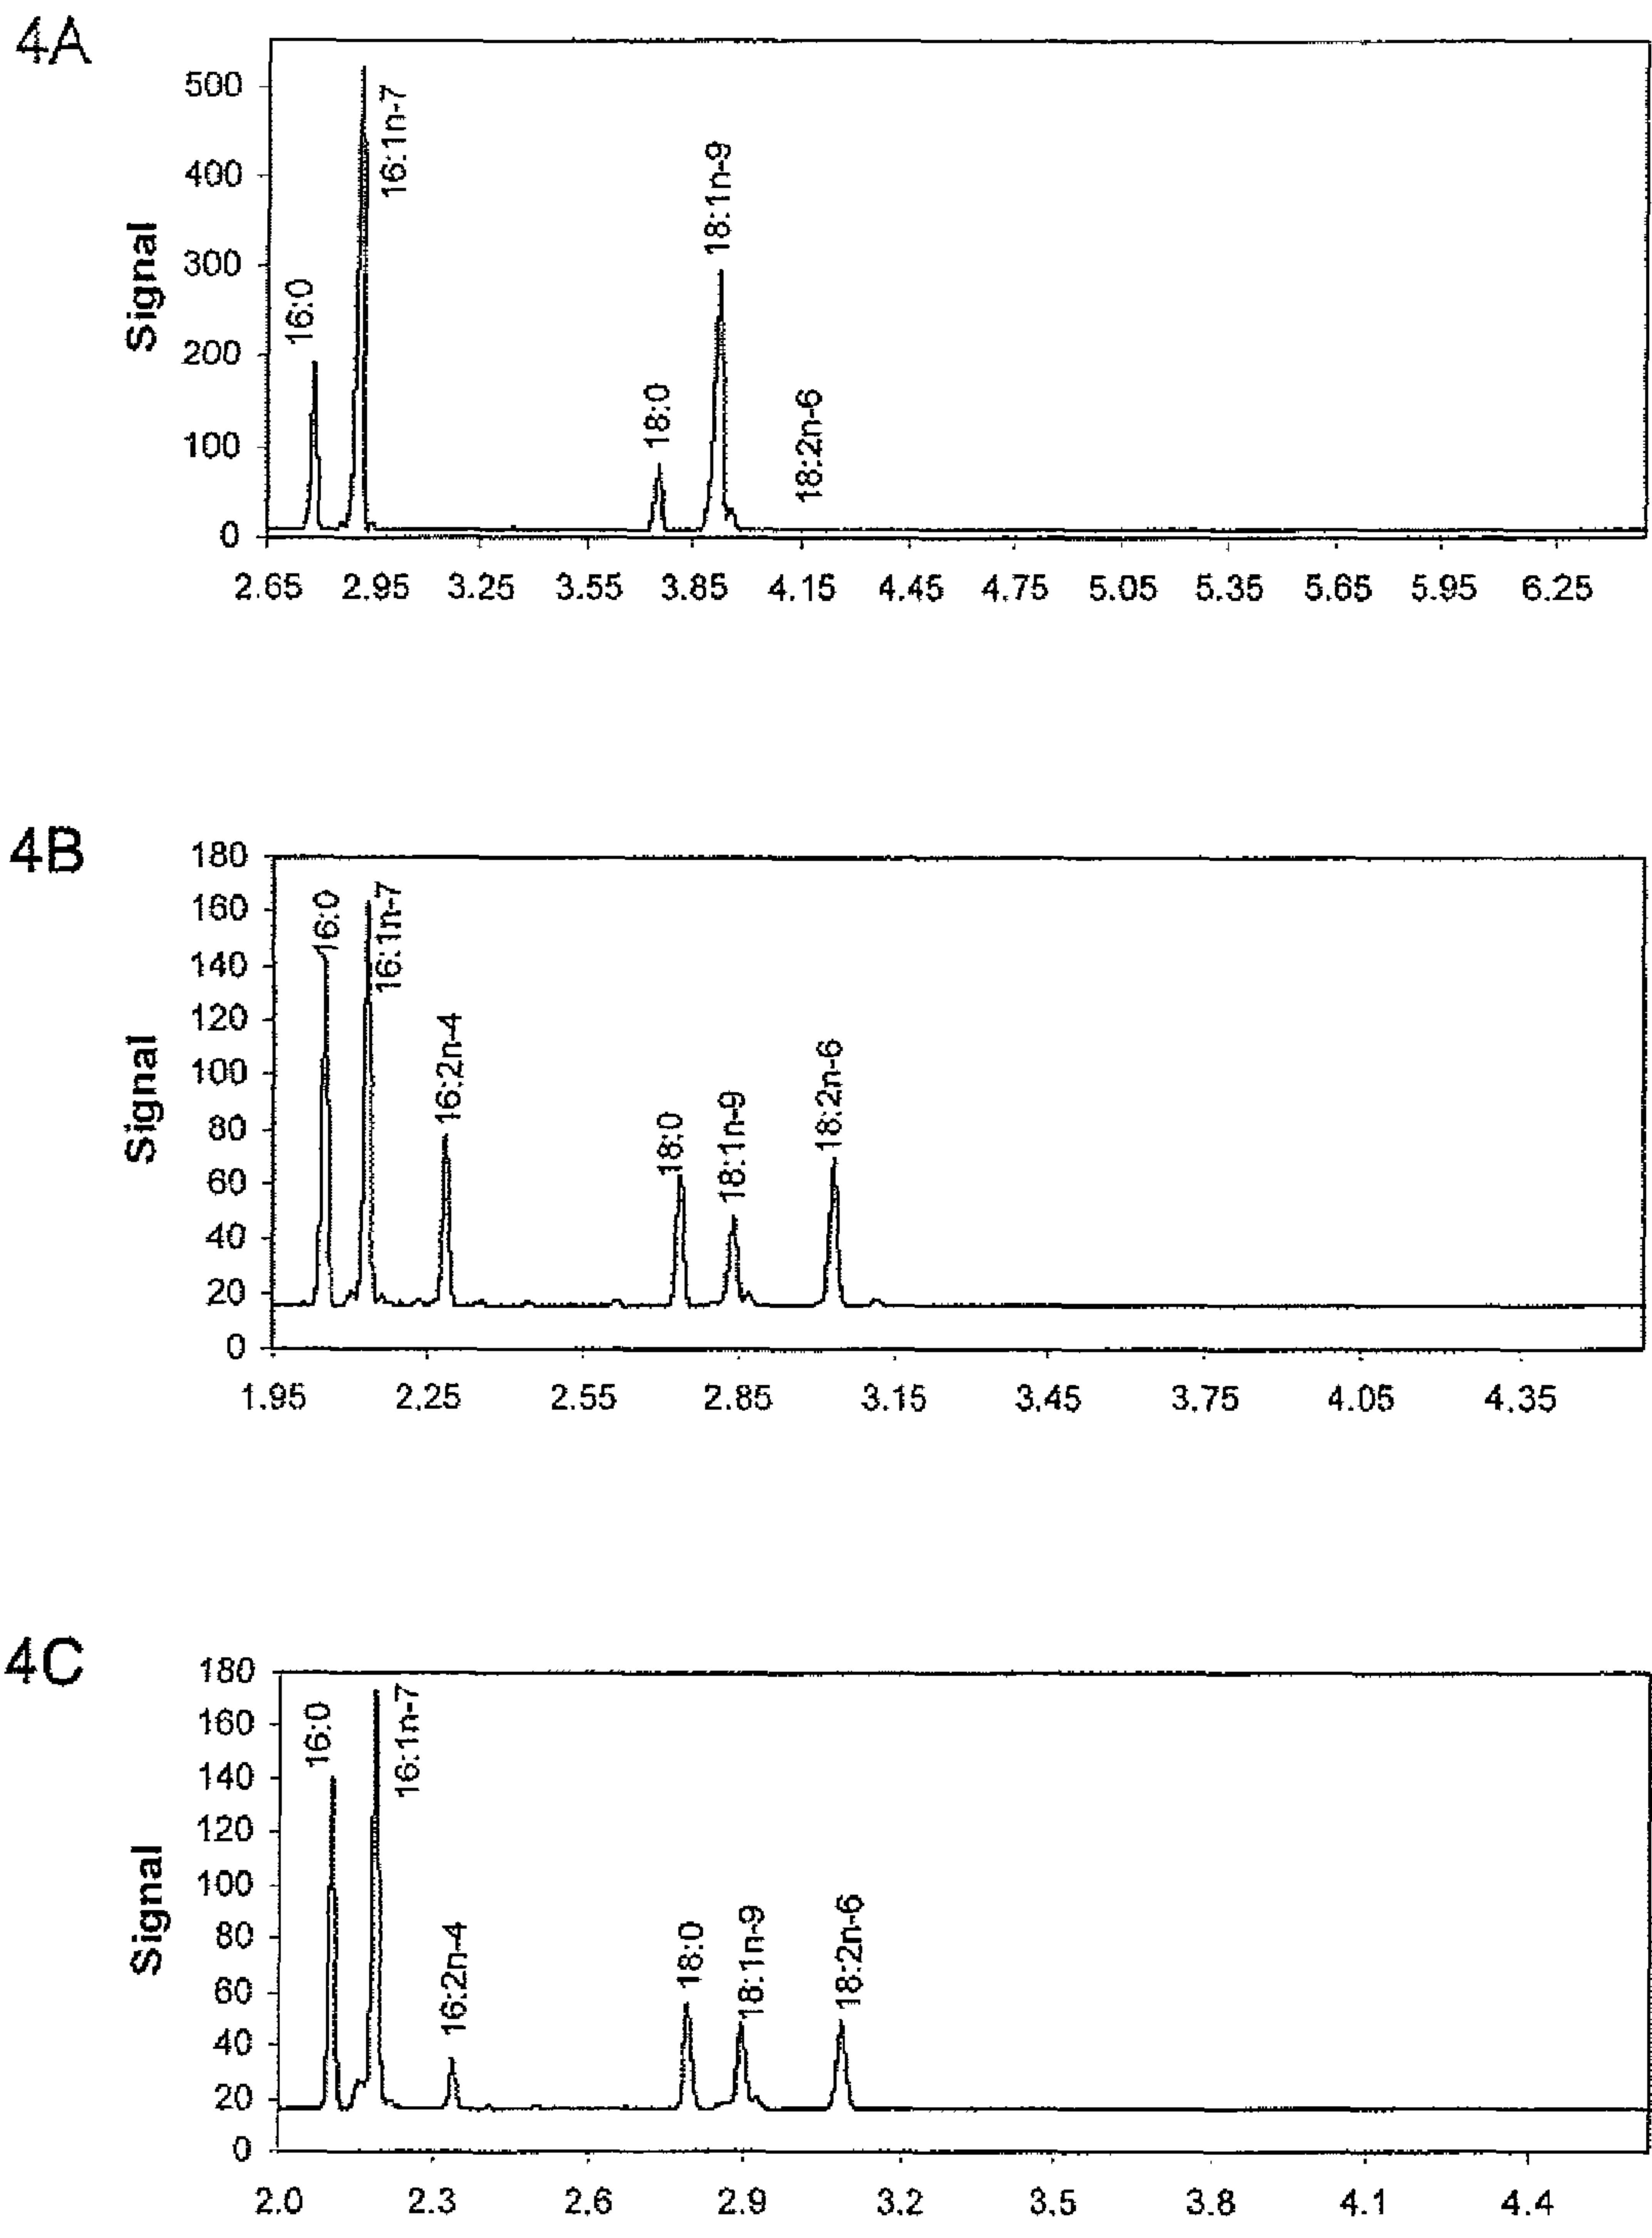 4A
Signal
500
400
300
200
100
0
16:0
16:1n-7
18:0
18:1n-9
18:2n-6
2.65 2.95 3.25 3.55 3.85 4.15 4.45 4.75 5.05 5.35 5.65 5.95 6.25
4B
Signal
180
160
140
120
100
80
60
40
20
0
16:0
16:1n-7
16:2n-4
18:0
18:1n-9
18:2n-6
1.95 2.25 2.55 2.85 3.15 3.45 3.75 4.05 4.35
4C
Signal
180
160
140
120
100
80
60
40
20
0
16:0
16:1n-7
16:2n-4
18:0
18:1n-9
18:2n-6
2.0 2.3 2.6 2.9 3.2 3.5 3.8 4.1 4.4